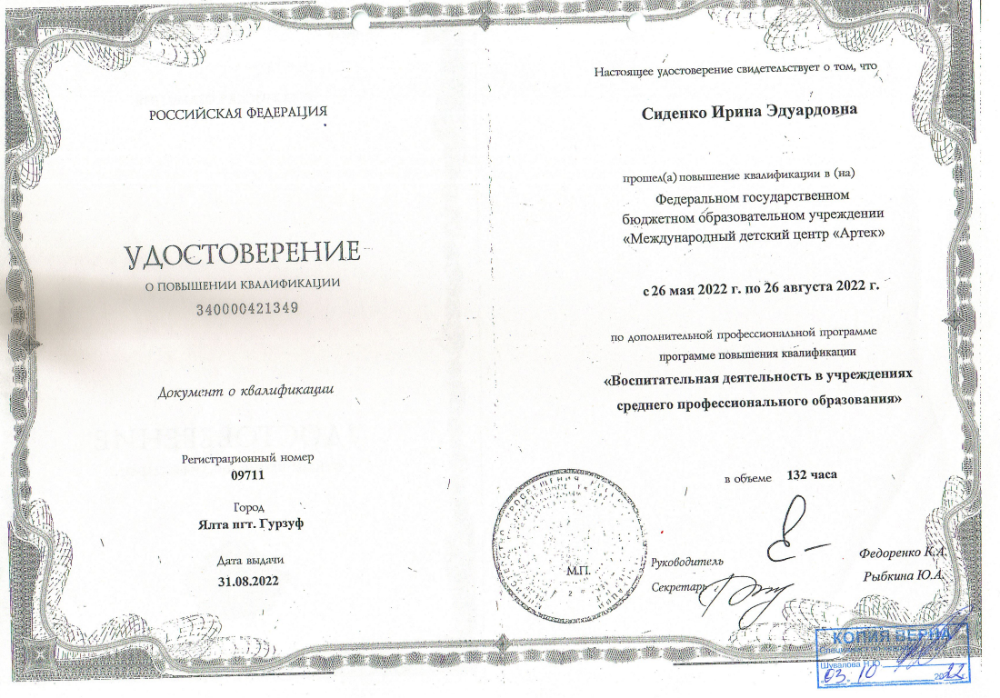 РОССИЙСКАЯ ФЕДЕРАЦИЯ
УДОСТОВЕРЕНИЕ
О ПОВЫШЕНИИ КВАЛИФИКАЦИИ
340000421349
Документ о квалификации
Регистрационный номер
09711
Город
Ялта пгт. Гурзуф
Дата выдачи
31.08.2022
Настоящее удостоверение свидетельствует о том, что
Сиденко Ирина Эдуардовна
прошел(а) повышение квалификации в (на)
Федеральном государственном
бюджетном образовательном учреждении
«Международный детский центр «Артек»
с 26 мая 2022 г. по 26 августа 2022 г.
по дополнительной профессиональной программе
программе повышения квалификации
«Воспитательная деятельность в учреждениях
среднего профессионального образования»
в объеме 132 часа
М.П.
Руководитель
Федоренко К.А.
Секретарь
Рыбкина Ю.А.
КОПИЯ ВЕРНА
Шувалова Н.Ю.
03. 10 2022